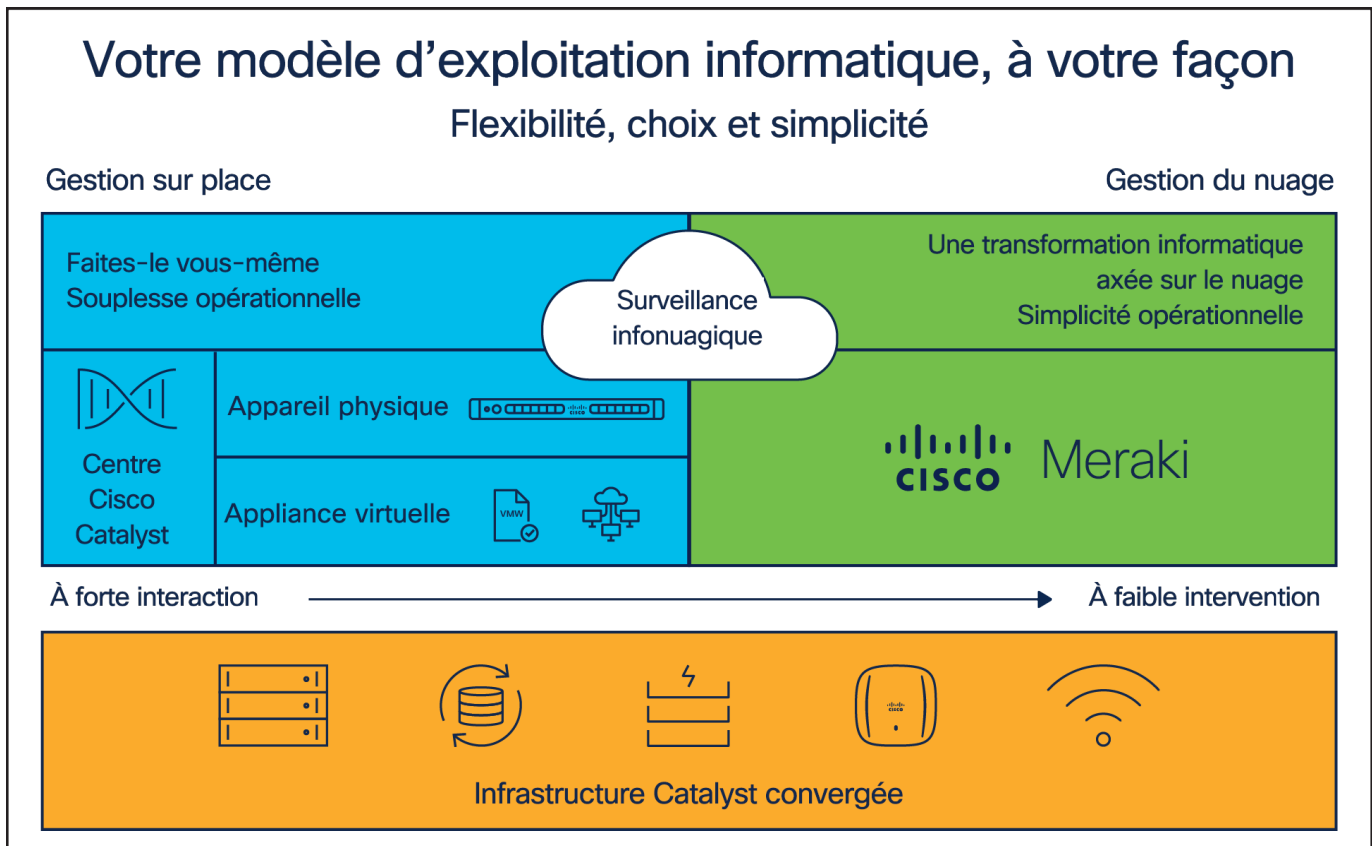 Votre modèle d'exploitation informatique, à votre façon
Flexibilité, choix et simplicité
Gestion sur place
Gestion du nuage
Faites-le vous-même
Souplesse opérationnelle
Surveillance
infonuagique
Une transformation informatique
axée sur le nuage
Simplicité opérationnelle
Centre
Cisco
Catalyst
Appareil physique
cisco
Appliance virtuelle
VMW
CISCO Meraki
À forte interaction
À faible intervention
cisco
Infrastructure Catalyst convergée